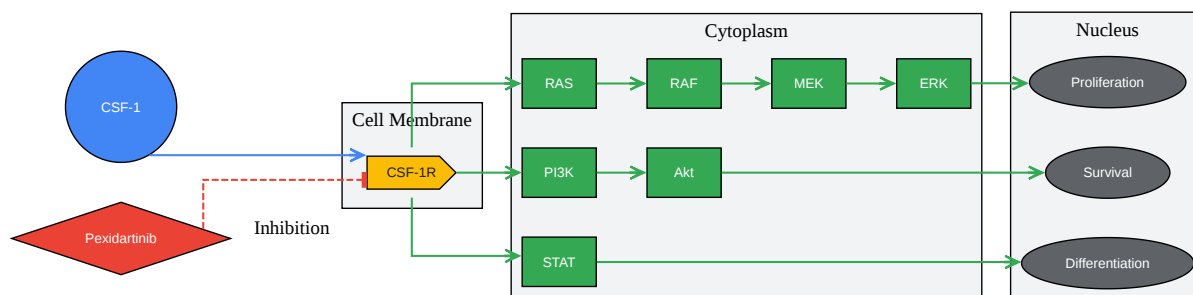 Cytoplasm
Nucleus
CSF-1
RAS
RAF
MEK
ERK
Proliferation
Cell Membrane
CSF-1R
PI3K
Akt
Survival
Pexidartinib
Inhibition
STAT
Differentiation